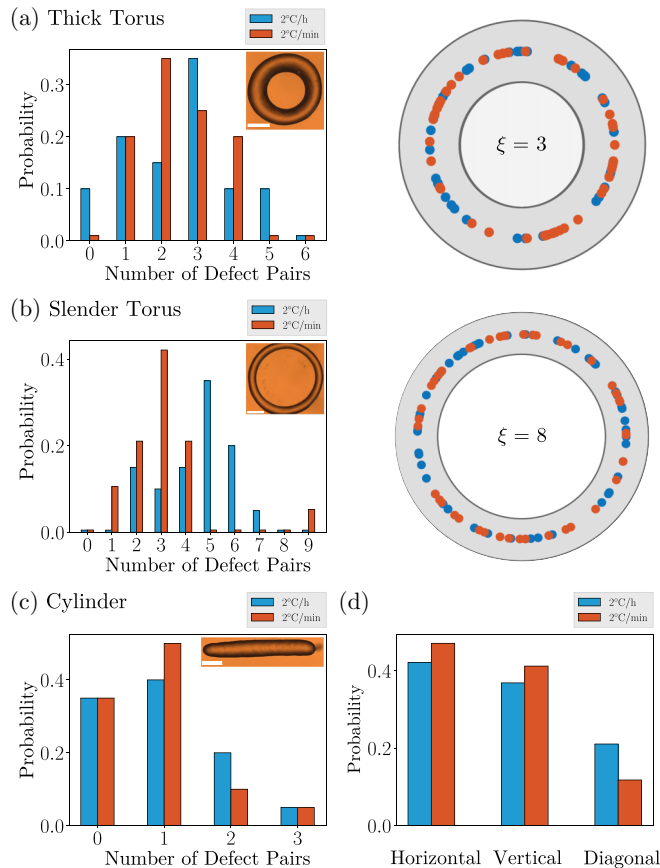 (a) Thick Torus
2°C/h
2°C/min
0.3
0.2
0.1
0.0
Probability
0 1 2 3 4 5 6
Number of Defect Pairs
ξ = 3
(b) Slender Torus
2°C/h
2°C/min
0.4
0.2
0.0
Probability
0 1 2 3 4 5 6 7 8 9
Number of Defect Pairs
ξ = 8
(c) Cylinder
2°C/h
2°C/min
0.4
0.2
0.0
Probability
0 1 2 3
Number of Defect Pairs
(d)
2°C/h
2°C/min
0.4
0.2
0.0
Probability
Horizontal Vertical Diagonal